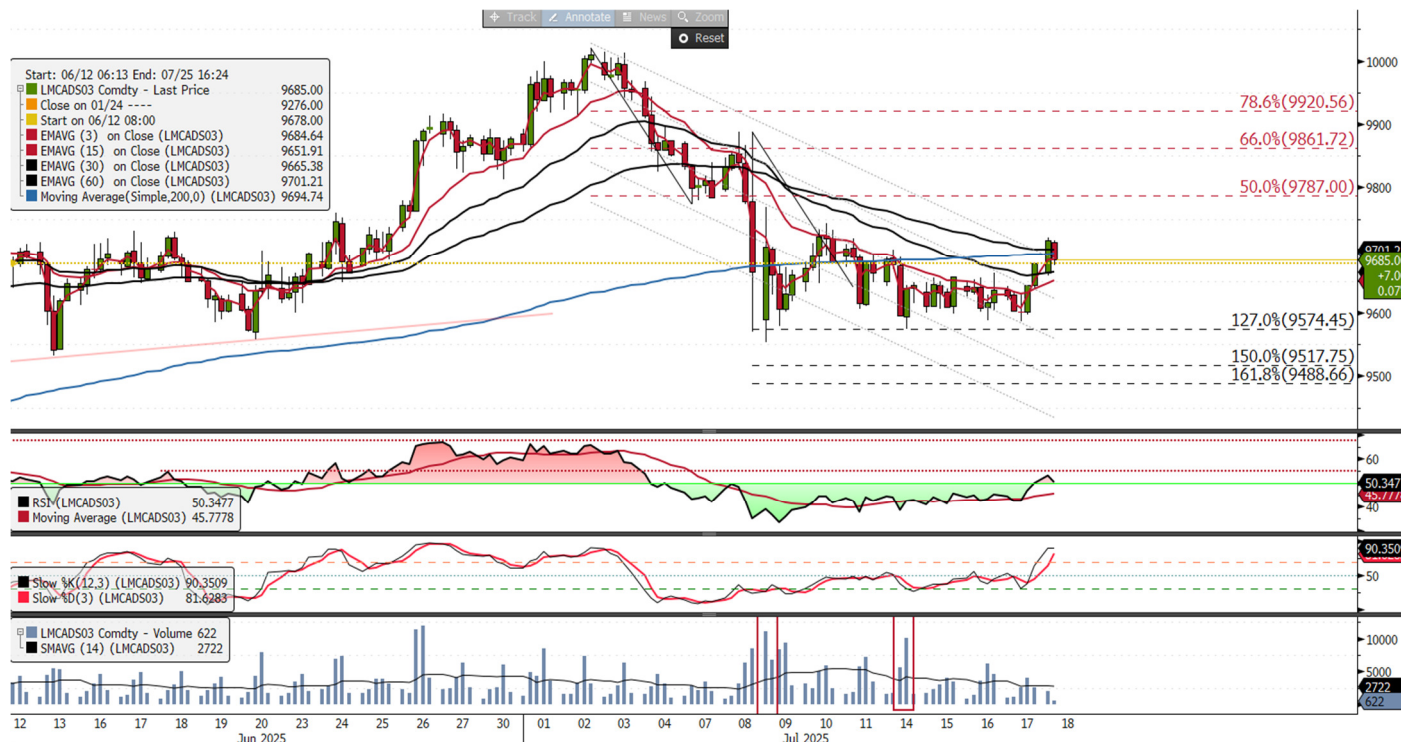 Track Annotate News Zoom
Reset
Start: 06/12 06:13 End: 07/25 16:24
LMCADS03 Comdty - Last Price 9685.00
Close on 01/24 ---- 9276.00
Start on 06/12 08:00 9678.00
EMAVG (3) on Close (LMCADS03) 9684.64
EMAVG (15) on Close (LMCADS03) 9651.91
EMAVG (30) on Close (LMCADS03) 9665.38
EMAVG (60) on Close (LMCADS03) 9701.21
Moving Average(Simple,200,0) (LMCADS03) 9694.74
10000
78.6%(9920.56)
9900
66.0%(9861.72)
9800
50.0%(9787.00)
9701.2
9685.0
+7.0
0.07
9600
127.0%(9574.45)
150.0%(9517.75)
9500
161.8%(9488.66)
60
RSI (LMCADS03) 50.3477
Moving Average (LMCADS03) 45.7778
50.347
45.777
40
90.350
Slow %K(12,3) (LMCADS03) 90.3509
Slow %D(3) (LMCADS03) 81.6283
50
LMCADS03 Comdty - Volume 622
SMAVG (14) (LMCADS03) 2722
10000
5000
2722
622
12 13 16 17 18 19 20 23 24 25 26 27 30 01 02 03 04 07 08 09 10 11 14 15 16 17 18
Jun 2025 Jul 2025